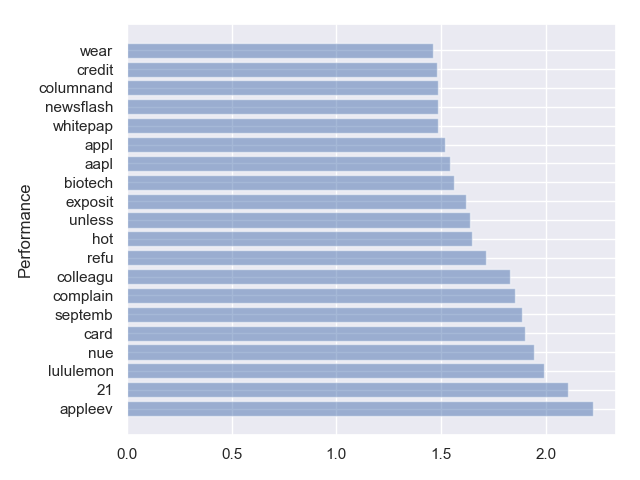 wear
credit
columnand
newsflash
whitepap
appl
aapl
biotech
exposit
unless
hot
refu
colleagu
complain
septemb
card
nue
lululemon
21
appleev
Performance
0.0 0.5 1.0 1.5 2.0